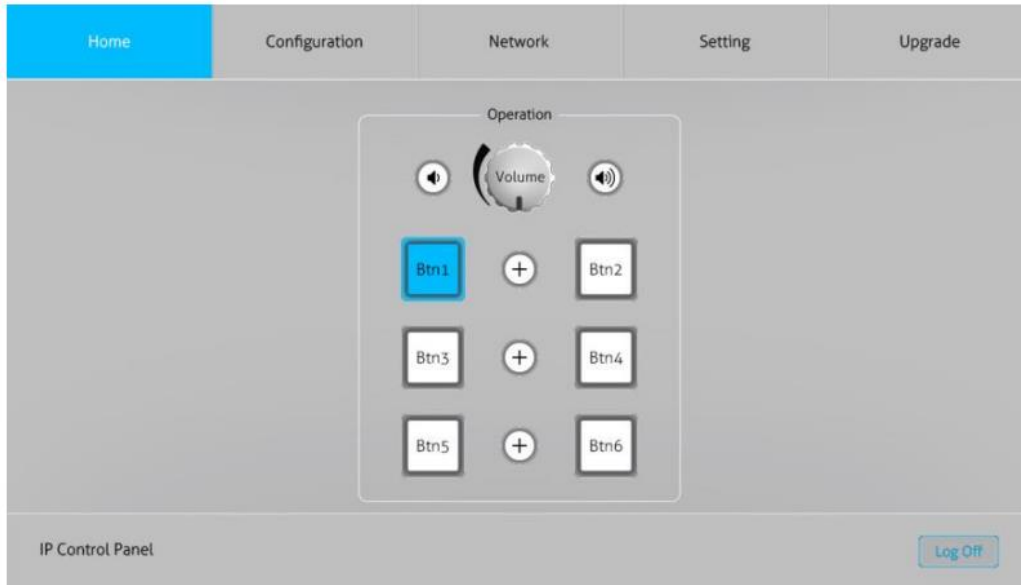 Home Configuration Network Setting Upgrade
Operation
Volume
Btn1 + Btn2
Btn3 + Btn4
Btn5 + Btn6
IP Control Panel Log Off